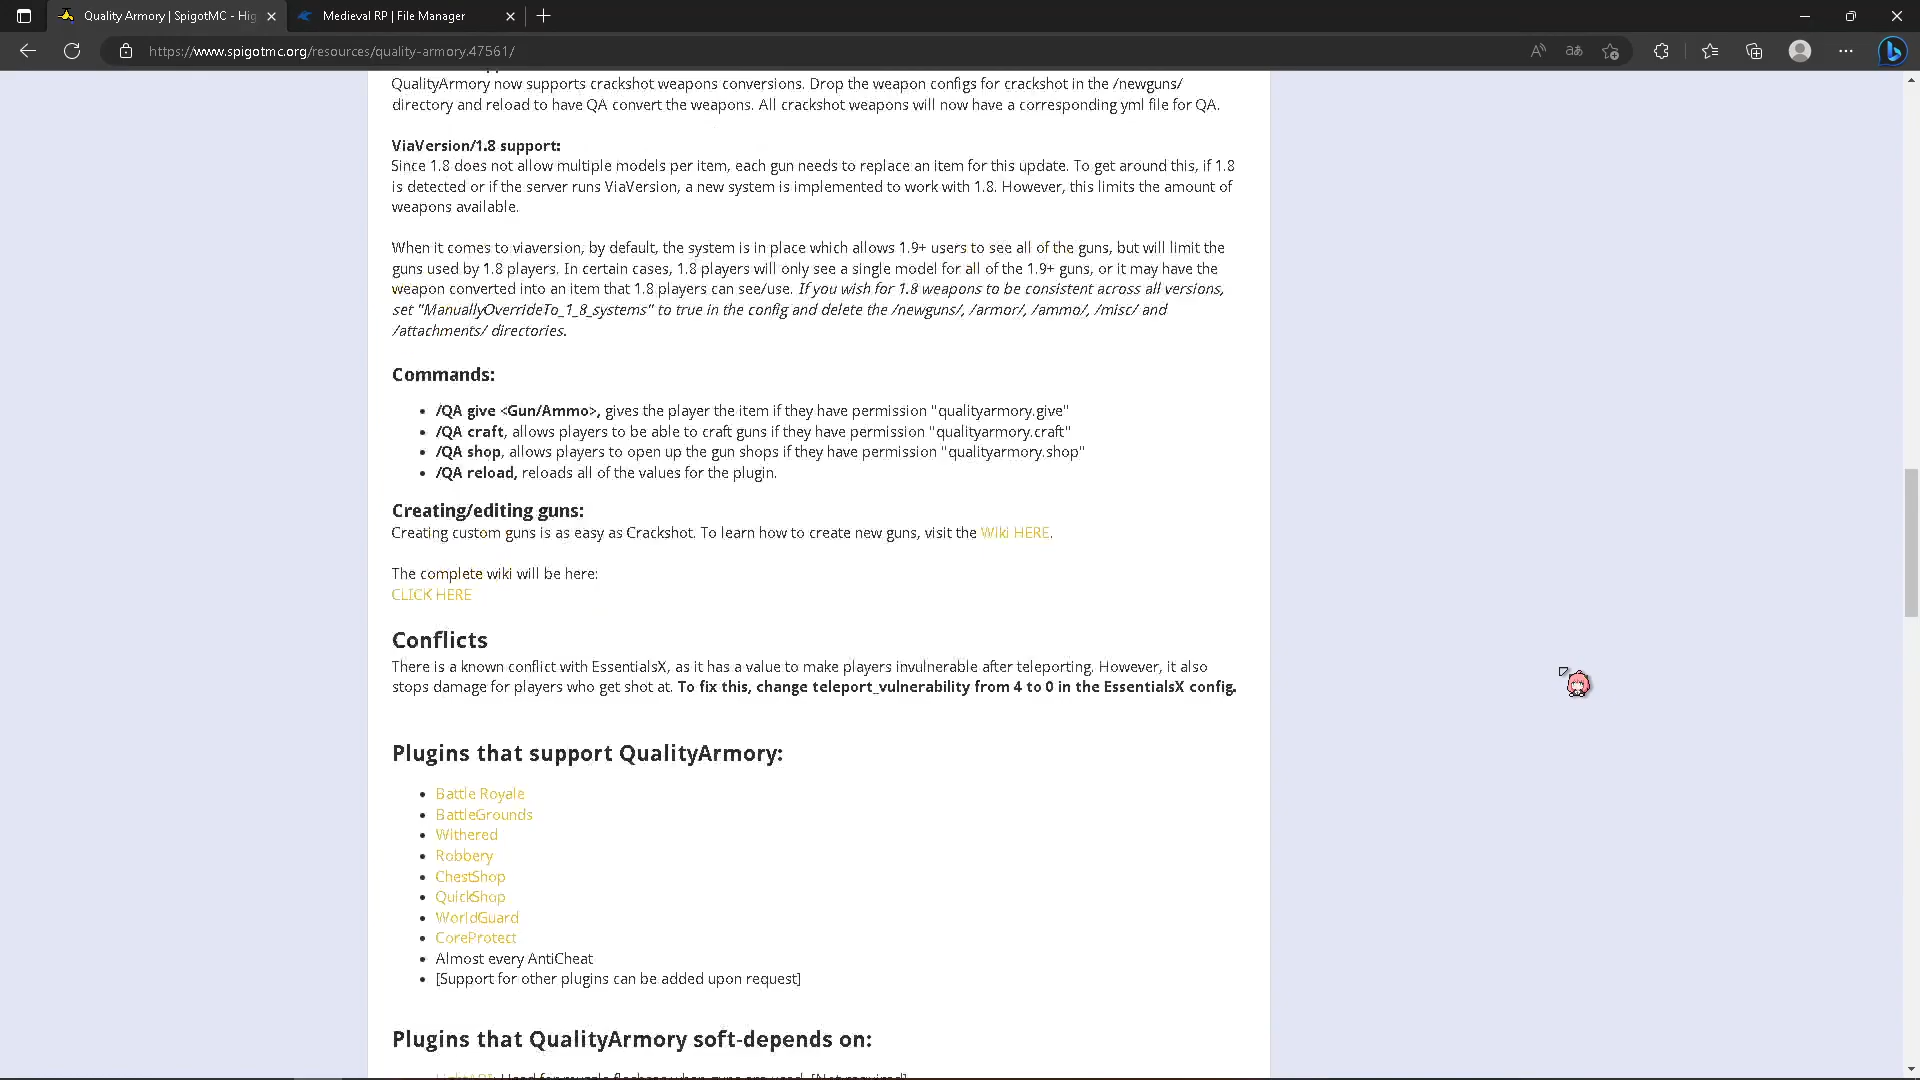 Quality Armory | SpigotMC - Hig
Medieval RP | File Manager
https://www.spigotmc.org/resources/quality-armory.47561/
QualityArmory now supports crackshot weapons conversions. Drop the weapon configs for crackshot in the /newguns/
directory and reload to have QA convert the weapons. All crackshot weapons will now have a corresponding yml file for QA.
ViaVersion/1.8 support:
Since 1.8 does not allow multiple models per item, each gun needs to replace an item for this update. To get around this, if 1.8
is detected or if the server runs ViaVersion, a new system is implemented to work with 1.8. However, this limits the amount of
weapons available.
When it comes to viaversion, by default, the system is in place which allows 1.9+ users to see all of the guns, but will limit the
guns used by 1.8 players. In certain cases, 1.8 players will only see a single model for all of the 1.9+ guns, or it may have the
weapon converted into an item that 1.8 players can see/use. If you wish for 1.8 weapons to be consistent across all versions,
set "ManuallyOverrideTo_1_8_systems" to true in the config and delete the /newguns/, /armor/, /ammo/, /misc/ and
/attachments/ directories.
Commands:
• /QA give <Gun/Ammo>, gives the player the item if they have permission "qualityarmory.give"
• /QA craft, allows players to be able to craft guns if they have permission "qualityarmory.craft"
• /QA shop, allows players to open up the gun shops if they have permission "qualityarmory.shop"
• /QA reload, reloads all of the values for the plugin.
Creating/editing guns:
Creating custom guns is as easy as Crackshot. To learn how to create new guns, visit the Wiki HERE.
The complete wiki will be here:
CLICK HERE
Conflicts
There is a known conflict with EssentialsX, as it has a value to make players invulnerable after teleporting. However, it also
stops damage for players who get shot at. To fix this, change teleport_vulnerability from 4 to 0 in the EssentialsX config.
Plugins that support QualityArmory:
• Battle Royale
• BattleGrounds
• Withered
• Robbery
• ChestShop
• QuickShop
• WorldGuard
• CoreProtect
• Almost every AntiCheat
• [Support for other plugins can be added upon request]
Plugins that QualityArmory soft-depends on:
LightAPI: Used for muzzle flashes when guns are used. [Not required]